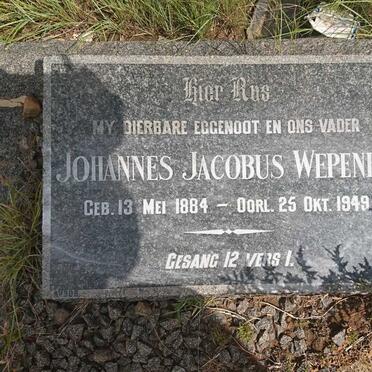 Hier Rus
MY DIERBARE EGGENOOT EN ONS VADER
JOHANNES JACOBUS WEPENE
GEB. 13 MEI 1884 – OORL. 25 OKT. 1949
GESANG 12 VERS 1.